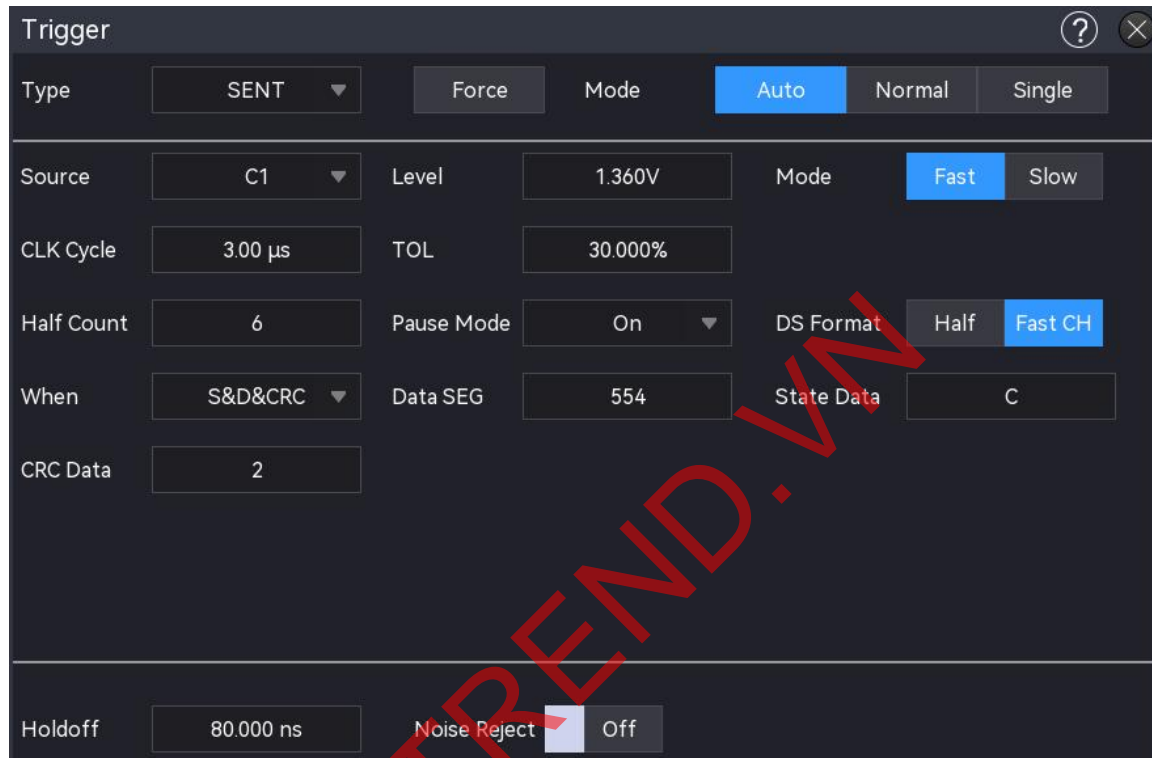 Trigger ?
Type SENT Force Mode Auto Normal Single
Source C1 Level 1.360V Mode Fast Slow
CLK Cycle 3.00 μs TOL 30.000%
Half Count 6 Pause Mode On DS Format Half Fast CH
When S&D&CRC Data SEG 554 State Data C
CRC Data 2
Holdoff 80.000 ns Noise Reject Off
TREND.VN